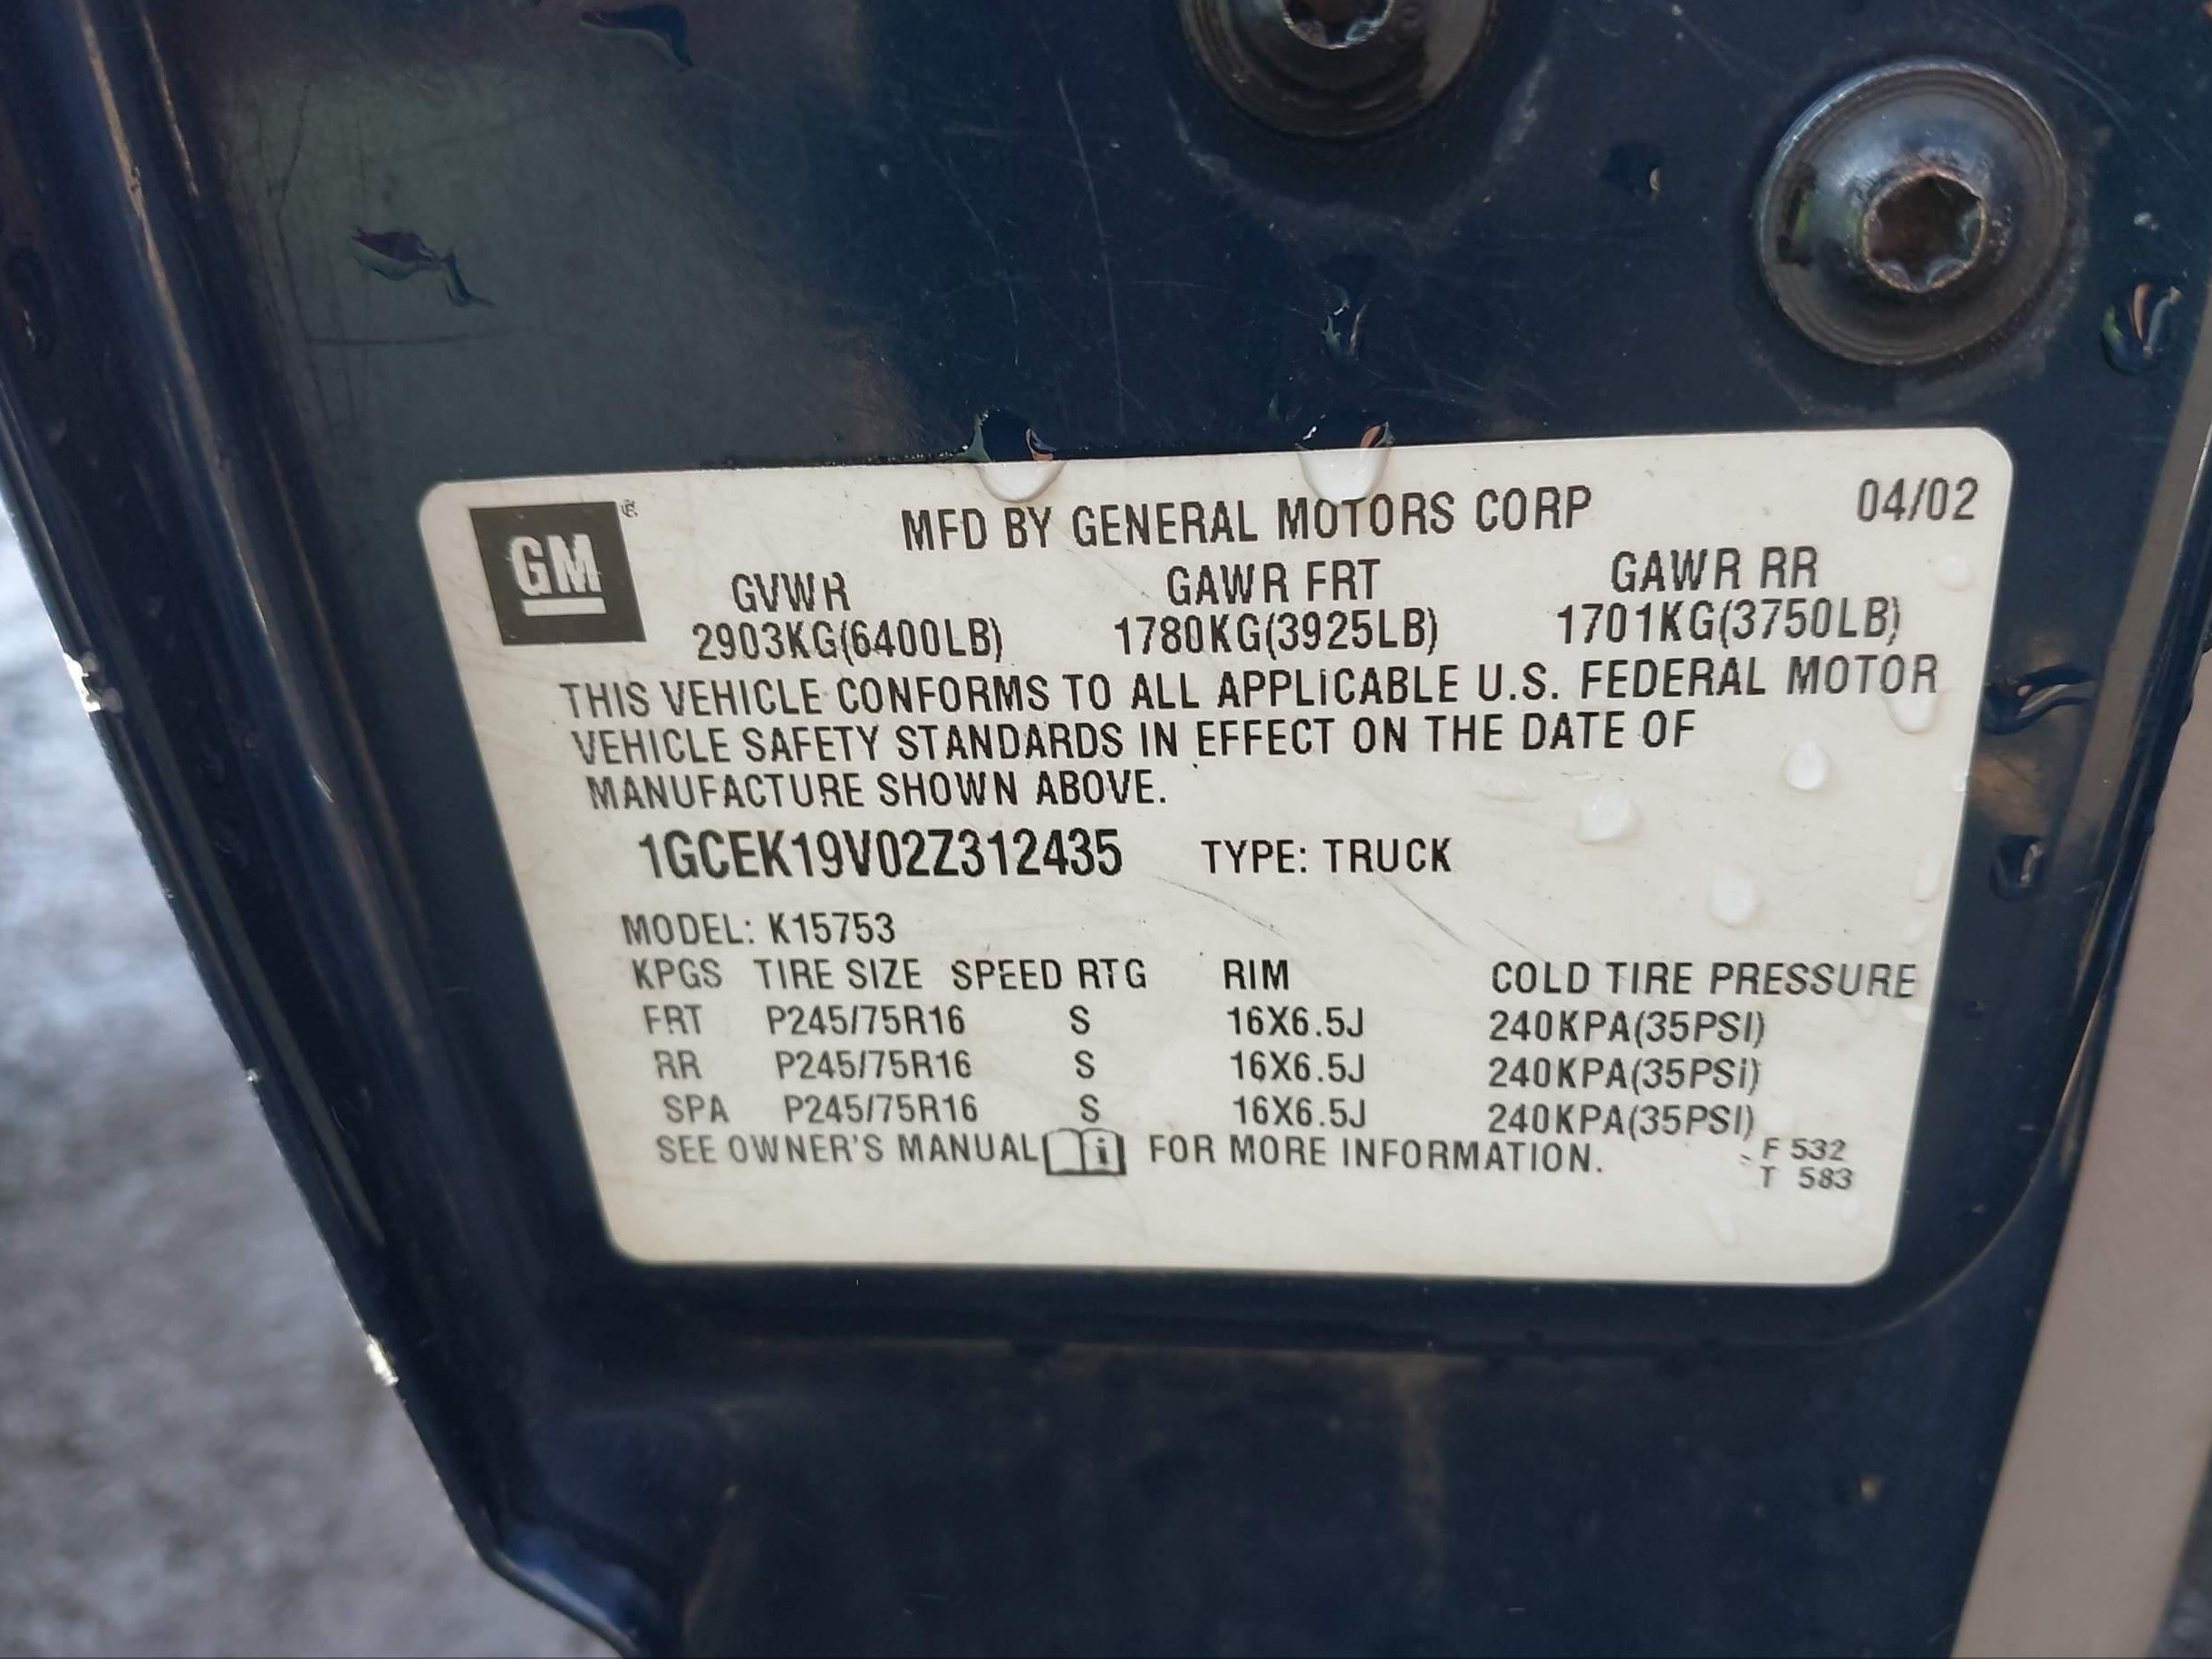 GM ®
MFD BY GENERAL MOTORS CORP 04/02
GVWR GAWR FRT GAWR RR
2903KG(6400LB) 1780KG(3925LB) 1701KG(3750LB)
THIS VEHICLE CONFORMS TO ALL APPLICABLE U.S. FEDERAL MOTOR
VEHICLE SAFETY STANDARDS IN EFFECT ON THE DATE OF
MANUFACTURE SHOWN ABOVE.
1GCEK19V02Z312435 TYPE: TRUCK
MODEL: K15753
KPGS TIRE SIZE SPEED RTG RIM COLD TIRE PRESSURE
FRT P245/75R16 S 16X6.5J 240KPA(35PSI)
RR P245/75R16 S 16X6.5J 240KPA(35PSI)
SPA P245/75R16 S 16X6.5J 240KPA(35PSI)
SEE OWNER'S MANUAL i FOR MORE INFORMATION.
F 532
T 583